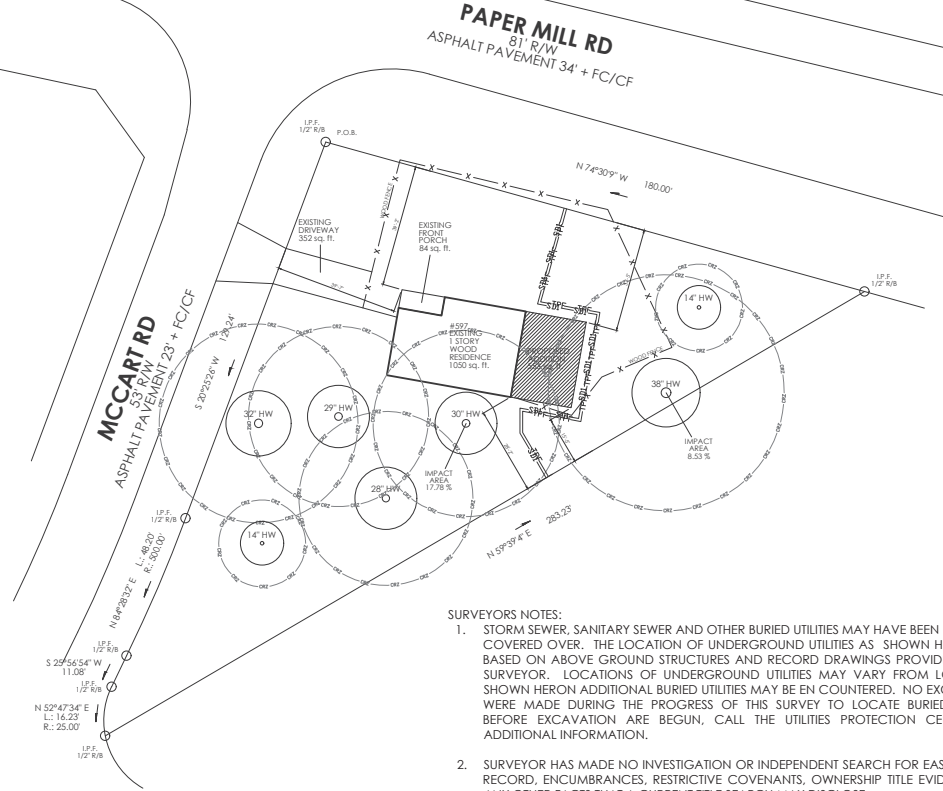 PAPER MILL RD
81' R/W
ASPHALT PAVEMENT 34' + FC/CF
I.P.F.
1/2" R/B
P.O.B.
N 74°30'9" W
180.00'
WOOD FENCE
EXISTING
DRIVEWAY
352 sq. ft.
EXISTING
FRONT
PORCH
84 sq. ft.
I.P.F.
1/2" R/B
14" HW
MCCART RD
53' R/W
ASPHALT PAVEMENT 23' + FC/CF
S 20°25'26" W
129.24'
#597
EXISTING
1 STORY
WOOD
RESIDENCE
1050 sq. ft.
WOOD FENCE
38" HW
32" HW
29" HW
30" HW
IMPACT
AREA
17.78 %
IMPACT
AREA
8.53 %
28" HW
14" HW
I.P.F.
1/2" R/B
N 59°39'4" E
283.23'
N 84°28'32" E
L.: 48.20'
R.: 500.00'
I.P.F.
1/2" R/B
S 25°56'54" W
11.08'
I.P.F.
1/2" R/B
N 52°47'34" E
L.: 16.23'
R.: 25.00'
I.P.F.
1/2" R/B
SURVEYORS NOTES:
1. STORM SEWER, SANITARY SEWER AND OTHER BURIED UTILITIES MAY HAVE BEEN
COVERED OVER. THE LOCATION OF UNDERGROUND UTILITIES AS SHOWN H
BASED ON ABOVE GROUND STRUCTURES AND RECORD DRAWINGS PROVID
SURVEYOR. LOCATIONS OF UNDERGROUND UTILITIES MAY VARY FROM LO
SHOWN HERON ADDITIONAL BURIED UTILITIES MAY BE EN COUNTERED. NO EXC
WERE MADE DURING THE PROGRESS OF THIS SURVEY TO LOCATE BURIED
BEFORE EXCAVATION ARE BEGUN, CALL THE UTILITIES PROTECTION CE
ADDITIONAL INFORMATION.
2. SURVEYOR HAS MADE NO INVESTIGATION OR INDEPENDENT SEARCH FOR EAS
RECORD, ENCUMBRANCES, RESTRICTIVE COVENANTS, OWNERSHIP TITLE EVID